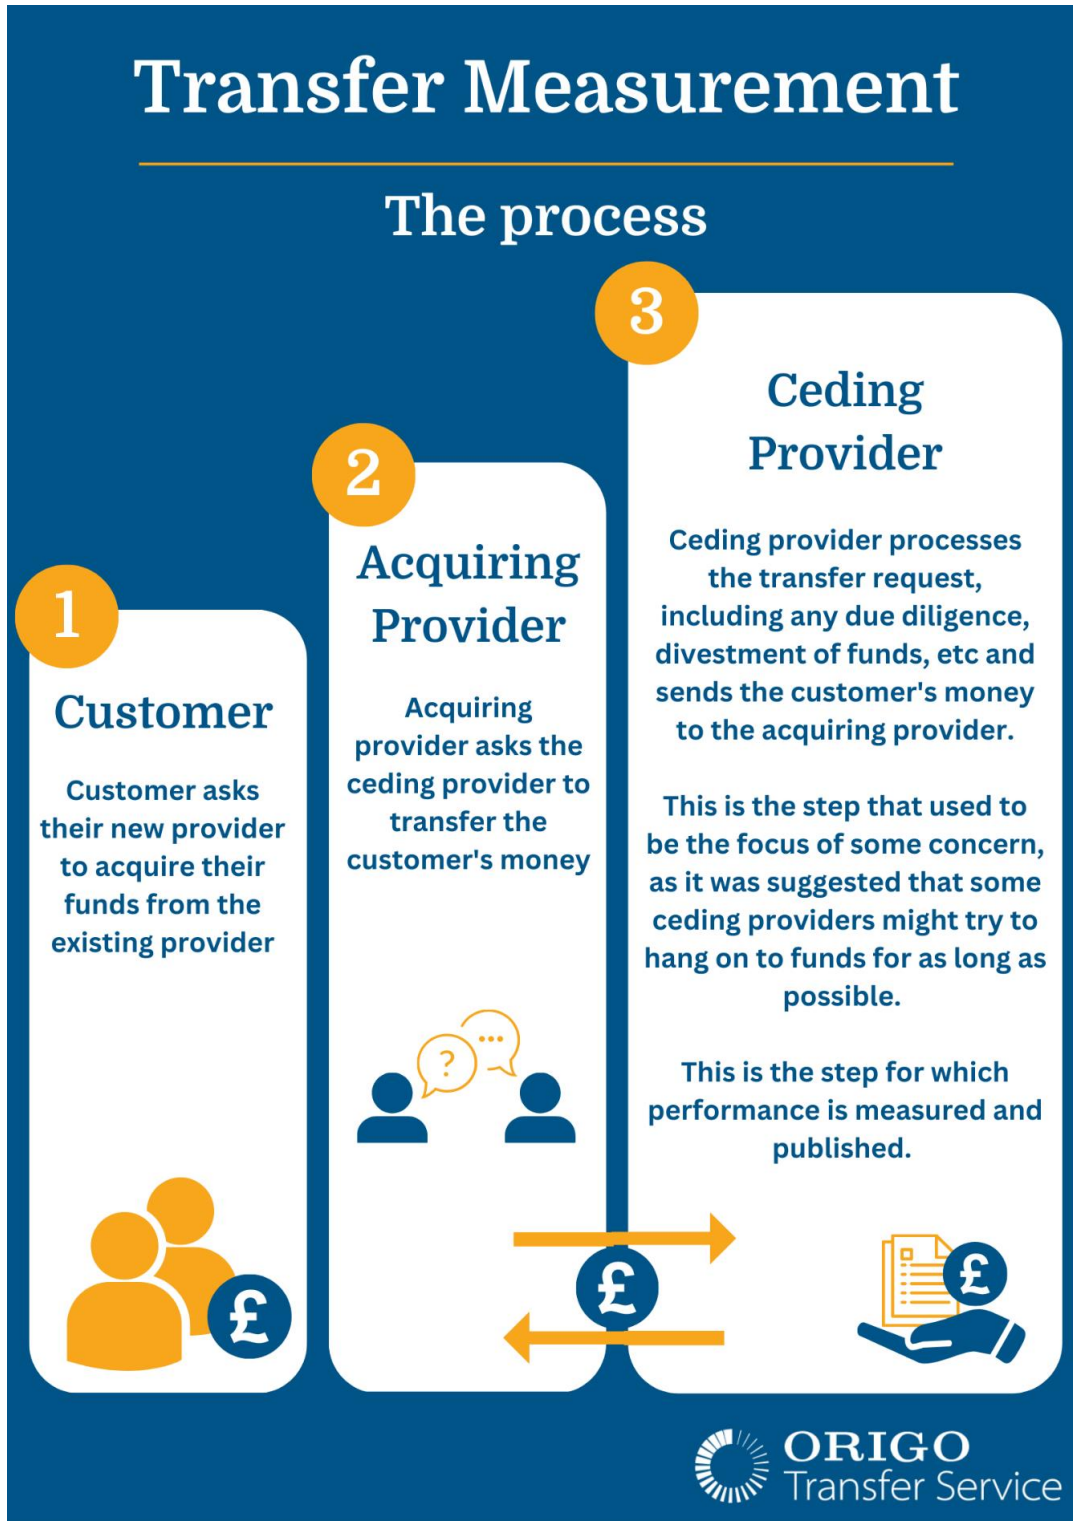 Transfer Measurement
The process
1
Customer
Customer asks
their new provider
to acquire their
funds from the
existing provider
£
2
Acquiring
Provider
Acquiring
provider asks the
ceding provider to
transfer the
customer's money
?
...
£
3
Ceding
Provider
Ceding provider processes
the transfer request,
including any due diligence,
divestment of funds, etc and
sends the customer's money
to the acquiring provider.
This is the step that used to
be the focus of some concern,
as it was suggested that some
ceding providers might try to
hang on to funds for as long as
possible.
This is the step for which
performance is measured and
published.
£
ORIGO
Transfer Service